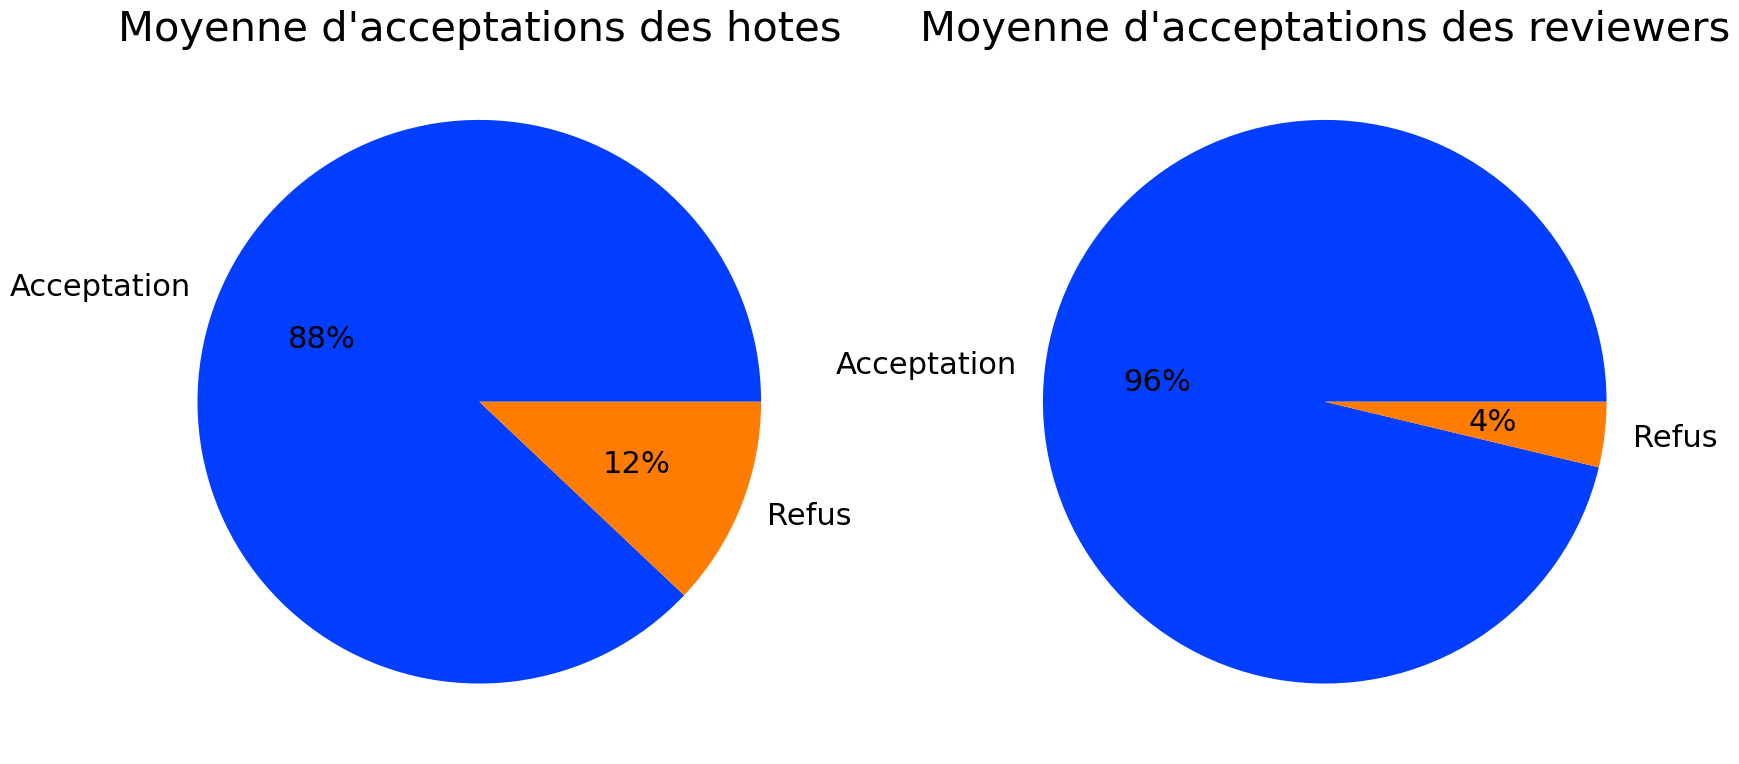 Moyenne d'acceptations des hotes
Acceptation
88%
12%
Refus
Moyenne d'acceptations des reviewers
Acceptation
96%
4%
Refus